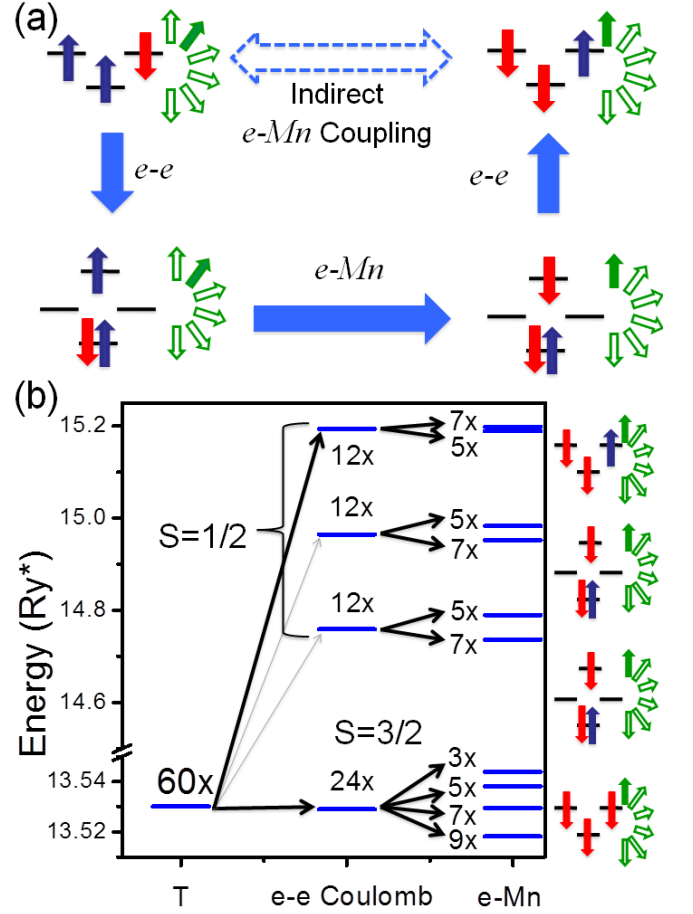 (a)
Indirect
e-Mn Coupling
e-e
e-e
e-Mn
(b)
15.2
7x
5x
12x
12x
5x
15.0
7x
S=1/2
12x
5x
14.8
7x
Energy (Ry*)
14.6
S=3/2
3x
60x
24x
5x
13.54
7x
13.52
9x
T
e-e Coulomb
e-Mn